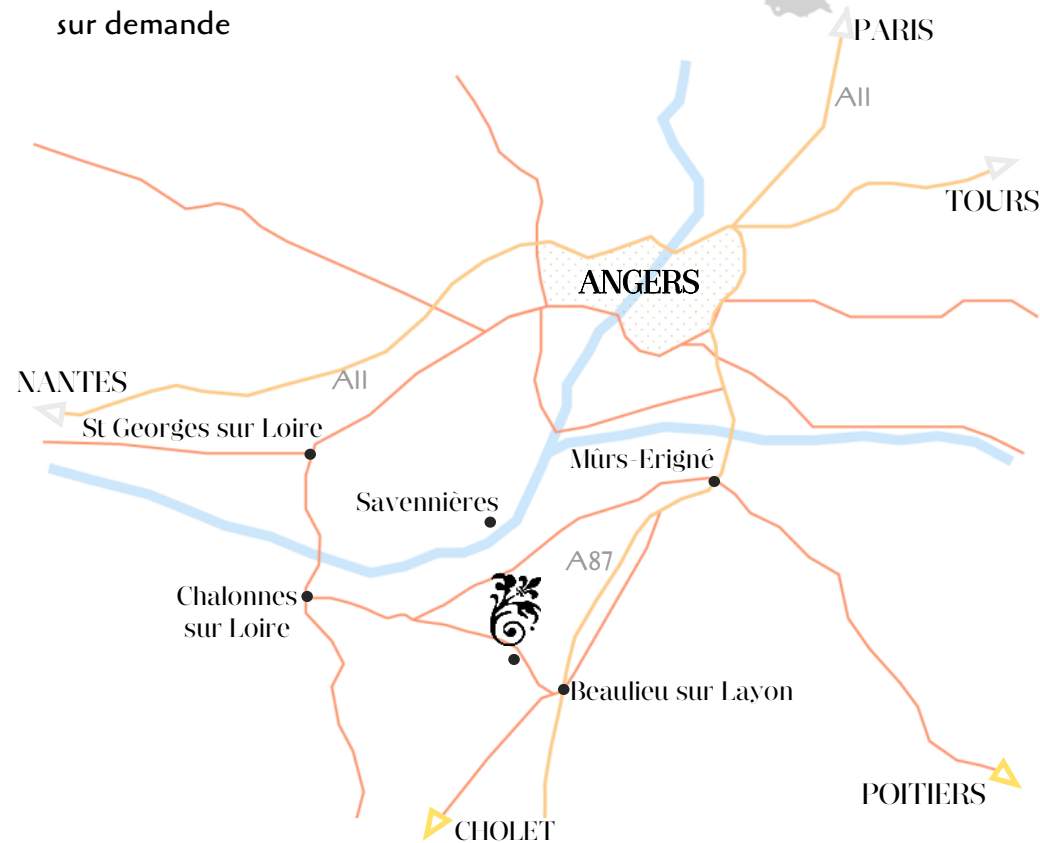 sur demande
PARIS
A11
TOURS
ANGERS
NANTES
A11
St Georges sur Loire
Mûrs-Erigné
Savennières
A87
Chalonnes
sur Loire
Beaulieu sur Layon
POITIERS
CHOLET